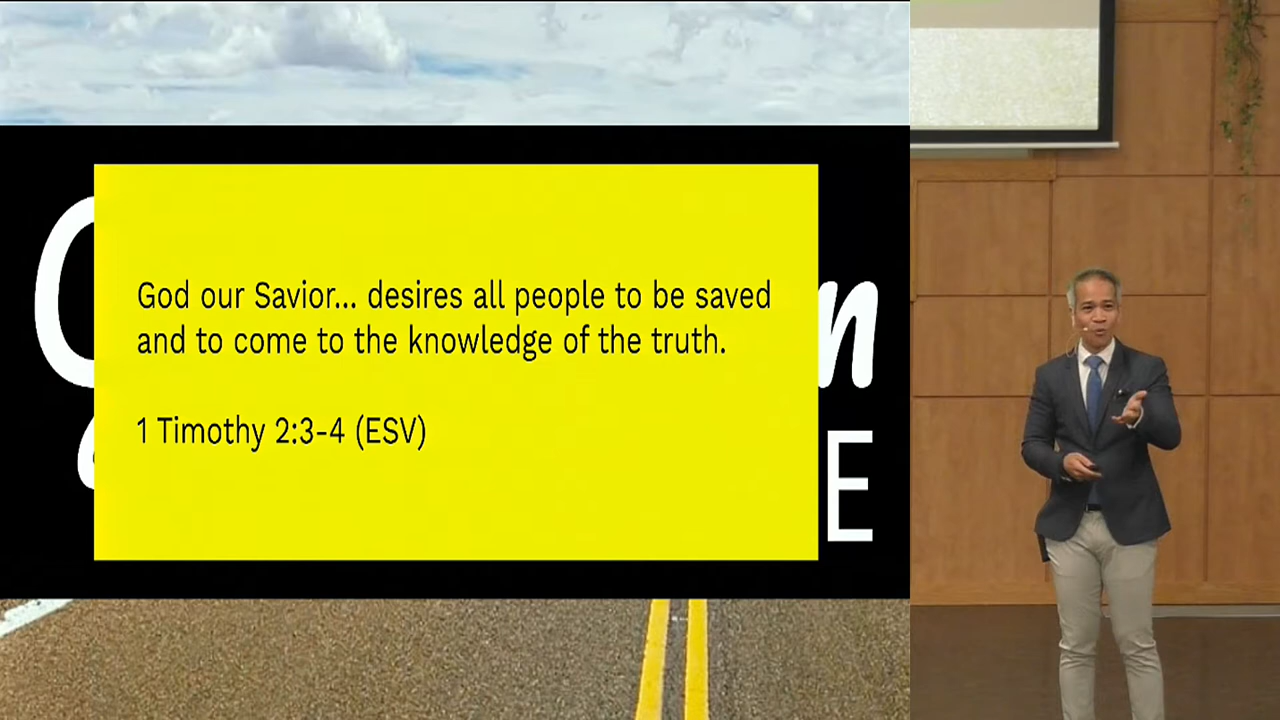 God our Savior... desires all people to be saved
and to come to the knowledge of the truth.
1 Timothy 2:3-4 (ESV)